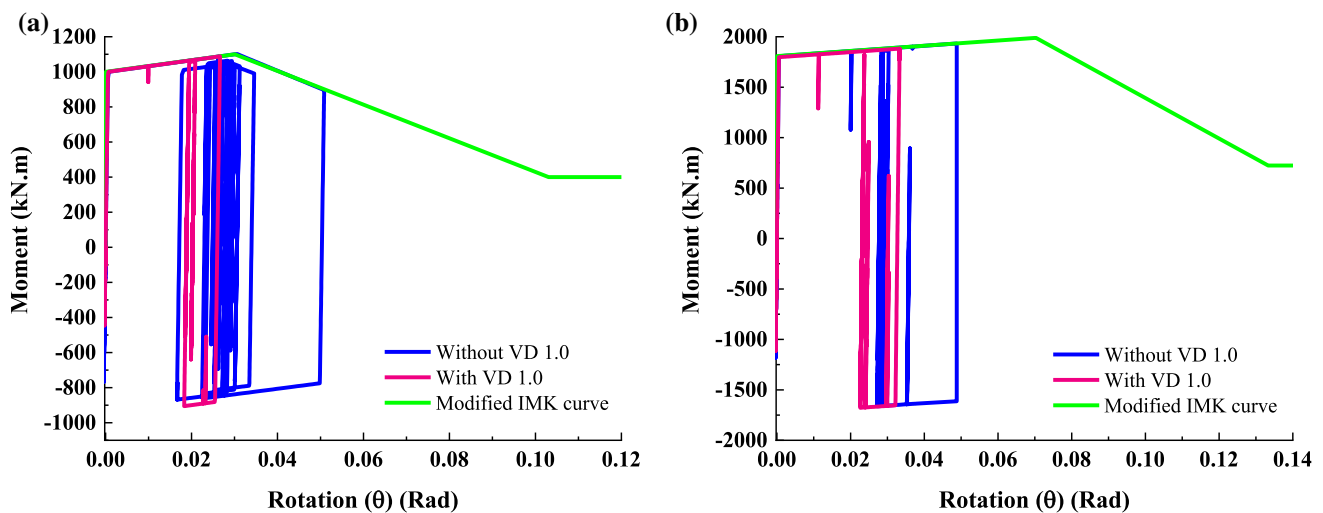 (a)
1200
1000
800
600
400
200
0
-200
-400
-600
-800
-1000
Moment (kN.m)
0.00 0.02 0.04 0.06 0.08 0.10 0.12
Rotation (θ) (Rad)
Without VD 1.0
With VD 1.0
Modified IMK curve
(b)
2000
1500
1000
500
0
-500
-1000
-1500
-2000
Moment (kN.m)
0.00 0.02 0.04 0.06 0.08 0.10 0.12 0.14
Rotation (θ) (Rad)
Without VD 1.0
With VD 1.0
Modified IMK curve